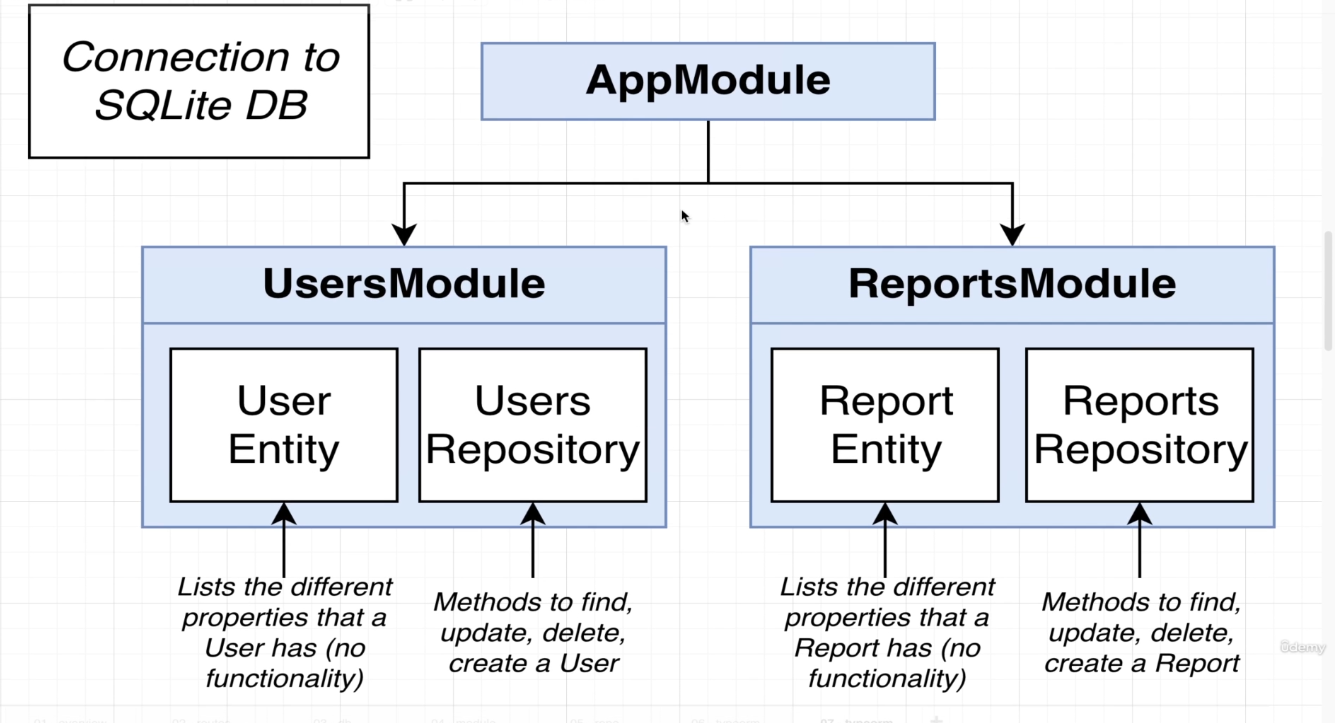 Connection to
SQLite DB
AppModule
UsersModule
ReportsModule
User
Entity
Users
Repository
Report
Entity
Reports
Repository
Lists the different
properties that a
User has (no
functionality)
Methods to find,
update, delete,
create a User
Lists the different
properties that a
Report has (no
functionality)
Methods to find,
update, delete,
create a Report
ûdemy